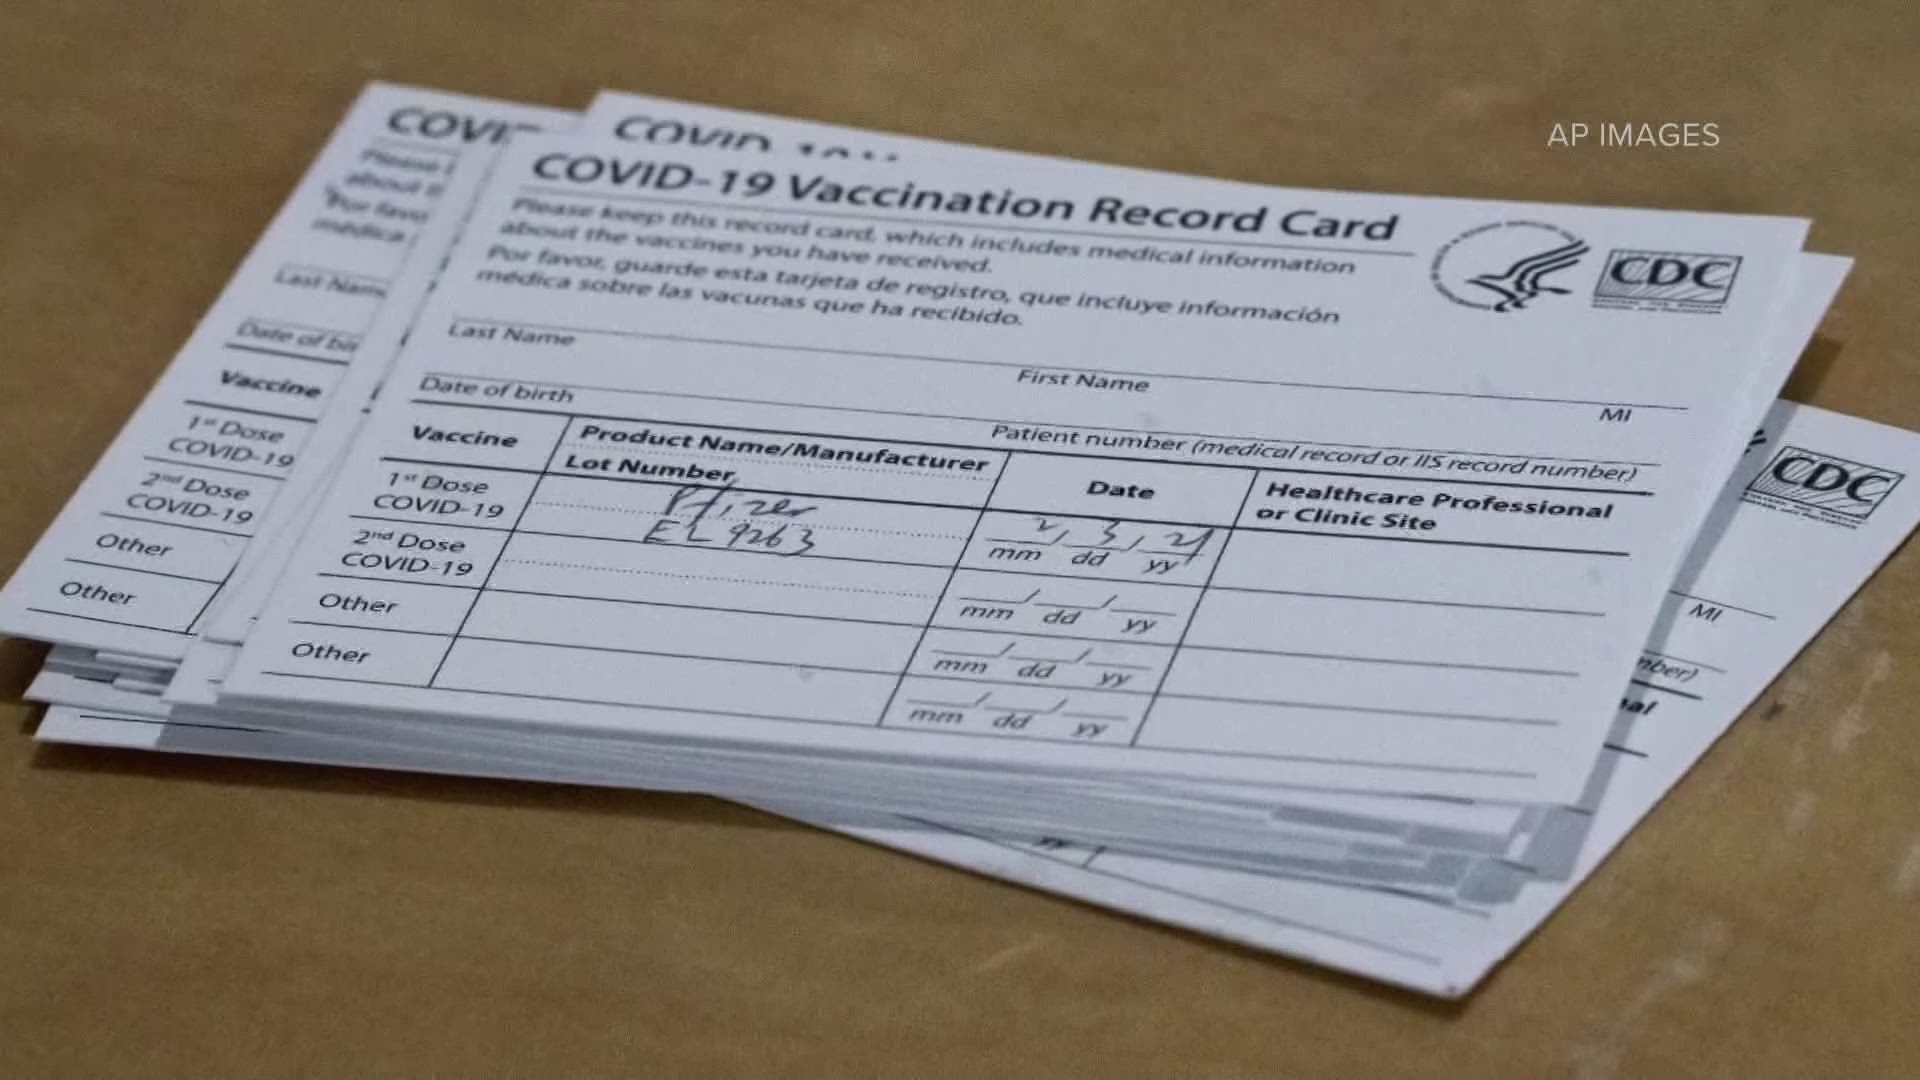 AP IMAGES
COVID-19 Vaccination Record Card
Please keep this record card, which includes medical information
about the vaccines you have received.
Por favor, guarde esta tarjeta de registro, que incluye información
médica sobre las vacunas que ha recibido.
CDC
Last Name
First Name
MI
Date of birth
Patient number (medical record or IIS record number)
Vaccine
Product Name/Manufacturer
Lot Number
Date
Healthcare Professional
or Clinic Site
1st Dose
COVID-19
Pfizer
EL9263
2/3/21
mm dd yy
2nd Dose
COVID-19
mm dd yy
Other
mm dd yy
Other
mm dd yy
COVID
Last Name
Date of
Vaccine
1st Dose
COVID-19
2nd Dose
COVID-19
Other
Other
COVID
CDC
MI